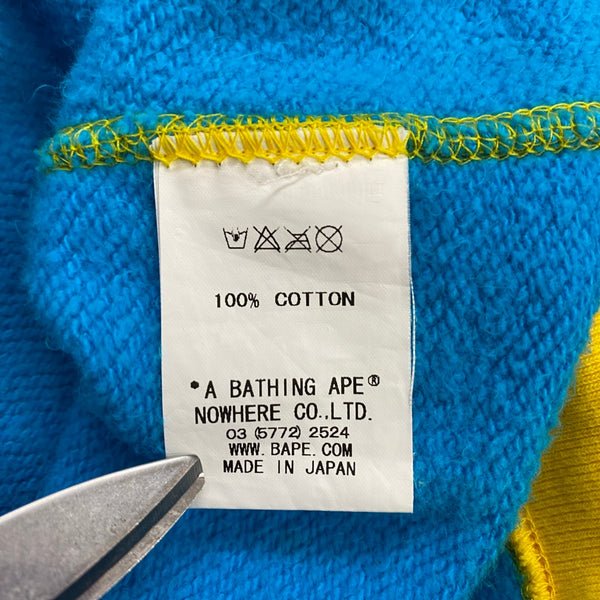 100% COTTON
"A BATHING APE®
NOWHERE CO.,LTD.
03 (5772) 2524
WWW.BAPE.COM
MADE IN JAPAN